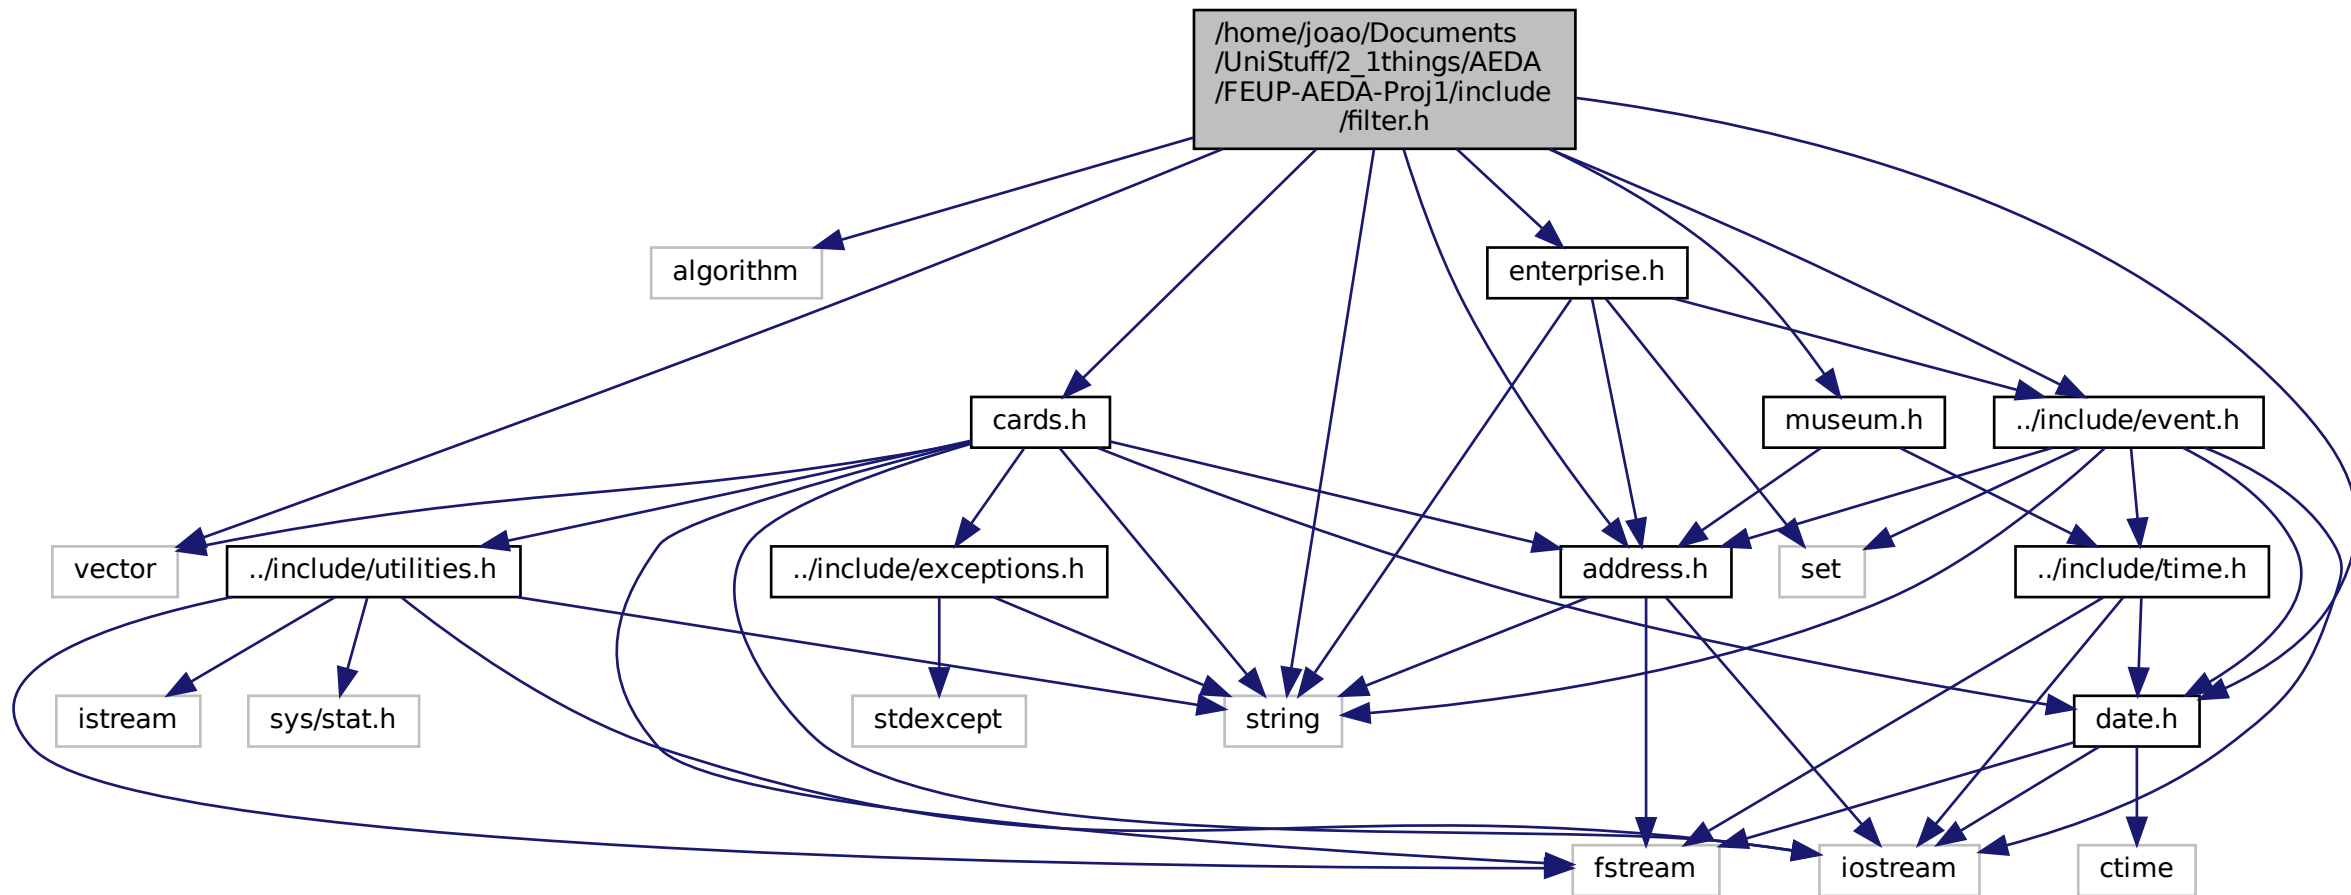 /home/joao/Documents
/UniStuff/2_1things/AEDA
/FEUP-AEDA-Proj1/include
/filter.h
algorithm
enterprise.h
cards.h
museum.h
../include/event.h
vector
../include/utilities.h
../include/exceptions.h
address.h
set
../include/time.h
istream
sys/stat.h
stdexcept
string
date.h
fstream
iostream
ctime